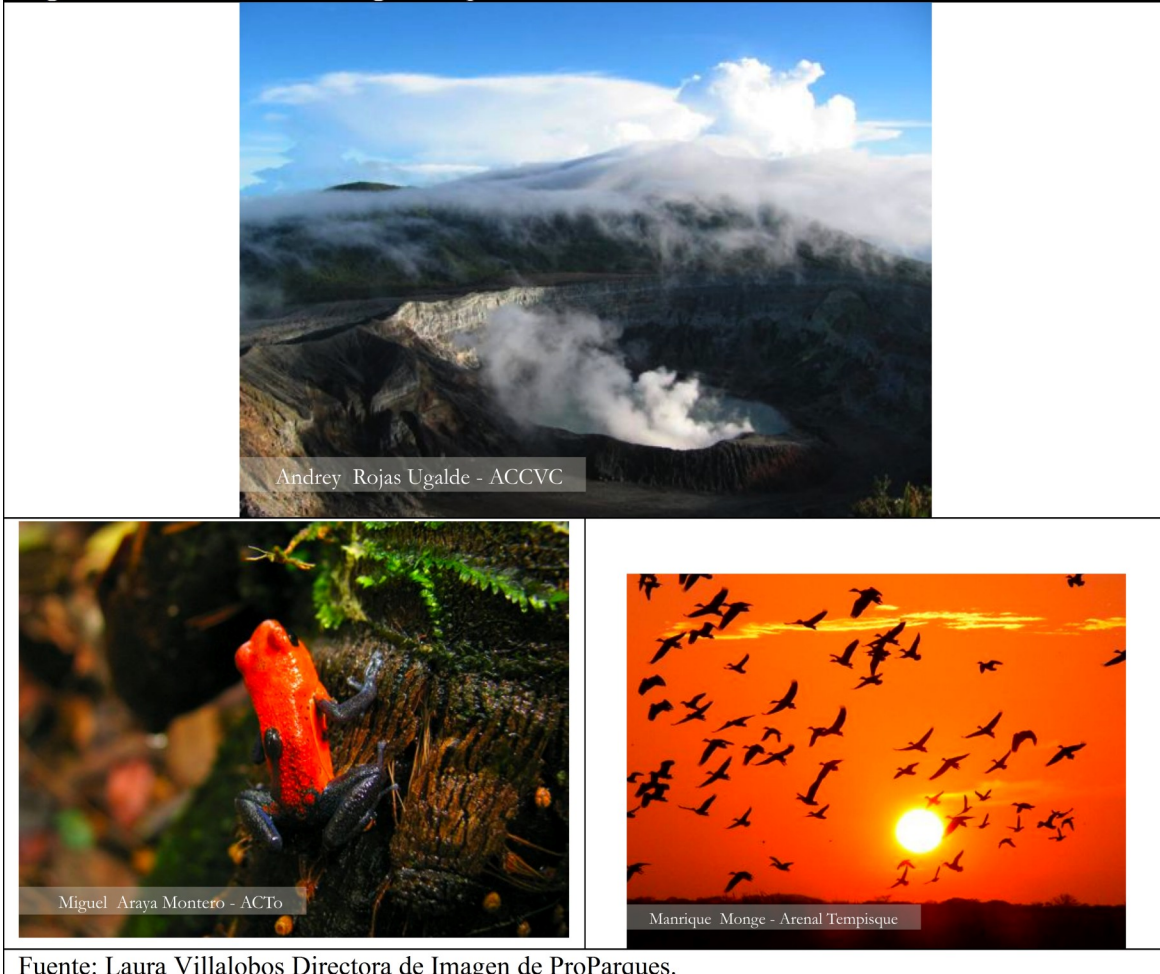 Andrey Rojas Ugalde - ACCVC
Miguel Araya Montero - ACTo
Manrique Monge - Arenal Tempisque
Fuente: Laura Villalobos Directora de Imagen de ProParques.